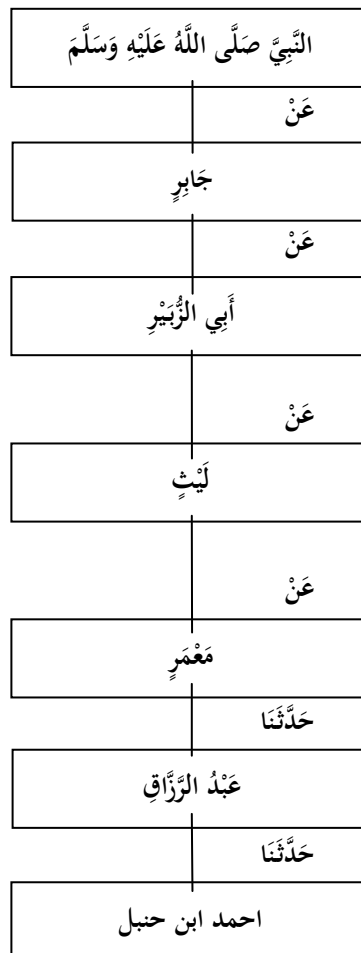 النَّبِيَّ صَلَّى اللَّهُ عَلَيْهِ وَسَلَّمَ
عَنْ
جَابِرٍ
عَنْ
أَبِي الزُّبَيْرِ
عَنْ
لَيْثٍ
عَنْ
مَعْمَرٍ
حَدَّثَنَا
عَبْدُ الرَّزَّاقِ
حَدَّثَنَا
احمد ابن حنبل